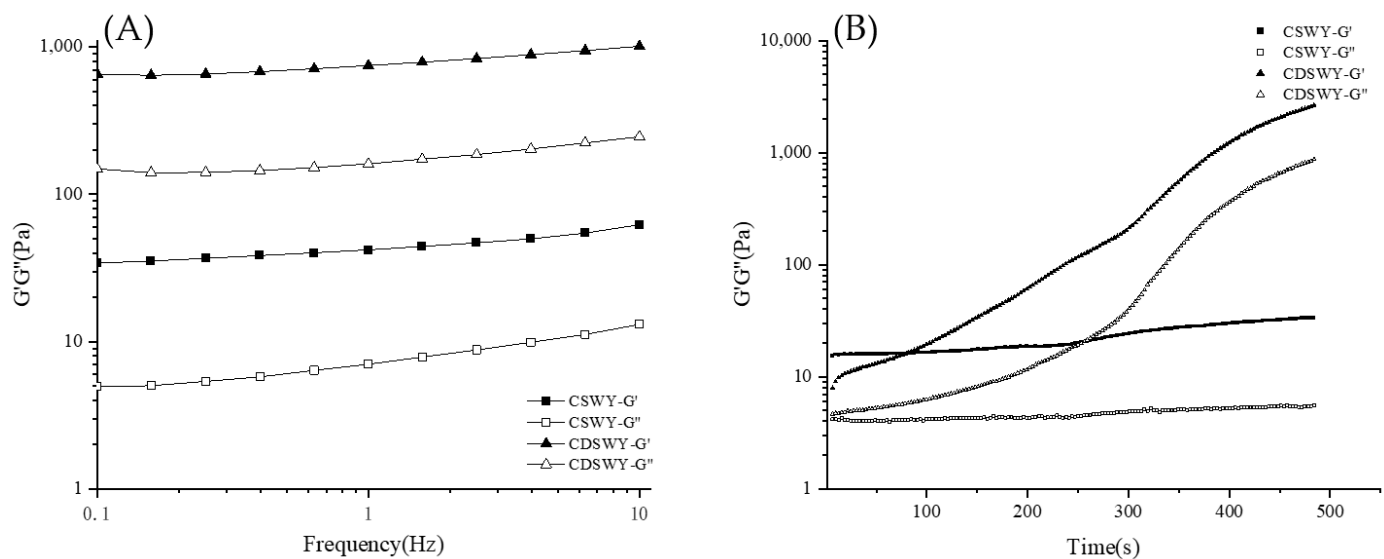 (A)
1,000
100
10
1
G'G"(Pa)
0.1
1
10
Frequency(Hz)
CSWY-G'
CSWY-G"
CDSWY-G'
CDSWY-G"
(B)
10,000
1,000
100
10
1
G'G"(Pa)
100
200
300
400
500
Time(s)
CSWY-G'
CSWY-G"
CDSWY-G'
CDSWY-G"